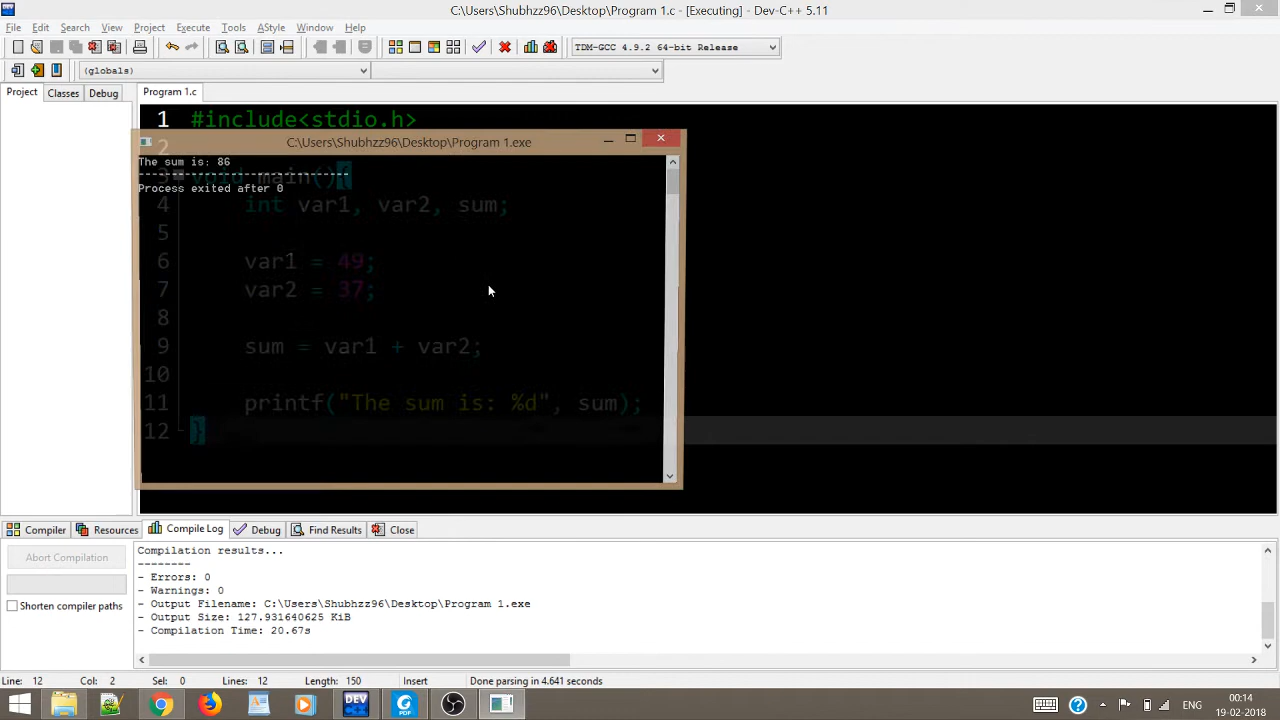 C:\Users\Shubhzz96\Desktop\Program 1.c - [Executing] - Dev-C++ 5.11
File Edit Search View Project Execute Tools AStyle Window Help
TDM-GCC 4.9.2 64-bit Release
(globals)
Project Classes Debug
Program 1.c
1 #include<stdio.h>
C:\Users\Shubhzz96\Desktop\Program 1.exe
2
The sum is: 86
--------------------------------
3 void main(){
Process exited after 0
4 int var1, var2, sum;
5
6 var1 = 49;
7 var2 = 37;
8
9 sum = var1 + var2;
10
11 printf("The sum is: %d", sum);
12 }
Compiler Resources Compile Log Debug Find Results Close
Abort Compilation
Shorten compiler paths
Compilation results...
--------
- Errors: 0
- Warnings: 0
- Output Filename: C:\Users\Shubhzz96\Desktop\Program 1.exe
- Output Size: 127.931640625 KiB
- Compilation Time: 20.67s
Line: 12 Col: 2 Sel: 0 Lines: 12 Length: 150 Insert Done parsing in 4.641 seconds
DEV
PDF
ENG
00:14
19-02-2018